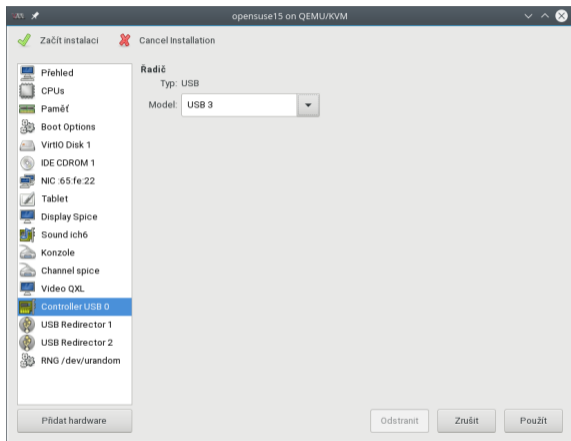 opensuse15 on QEMU/KVM
Začít instalaci
Cancel Installation
Přehled
CPUs
Paměť
Boot Options
VirtIO Disk 1
IDE CDROM 1
NIC :65:fe:22
Tablet
Display Spice
Sound ich6
Konzole
Channel spice
Video QXL
Controller USB 0
USB Redirector 1
USB Redirector 2
RNG /dev/urandom
Přidat hardware
Řadič
Typ: USB
Model: USB 3
Odstranit
Zrušit
Použít